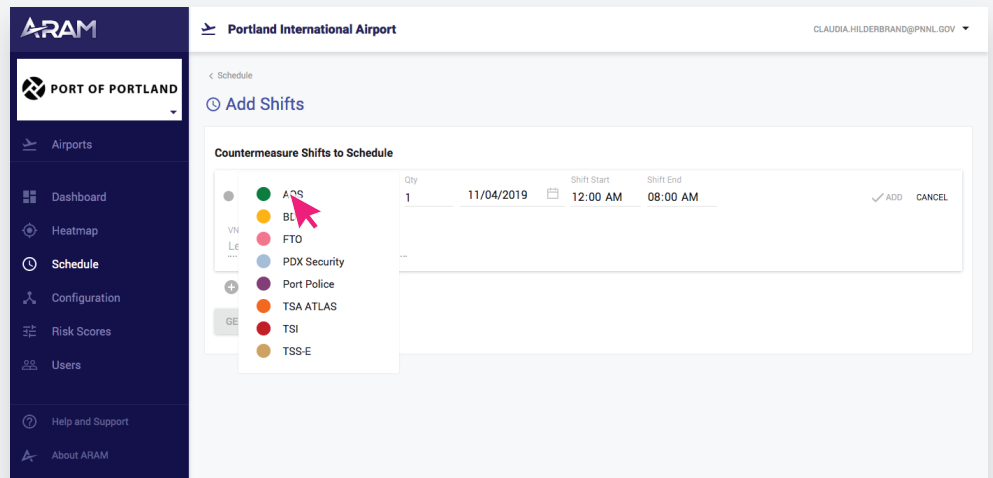 ARAM
Portland International Airport
CLAUDIA.HILDERBRAND@PNNL.GOV
PORT OF PORTLAND
< Schedule
Add Shifts
Airports
Dashboard
Heatmap
Schedule
Configuration
Risk Scores
Users
Help and Support
About ARAM
Countermeasure Shifts to Schedule
Qty
Shift Start
Shift End
1
11/04/2019
12:00 AM
08:00 AM
ADD
CANCEL
FTO
PDX Security
Port Police
TSA ATLAS
TSI
TSS-E